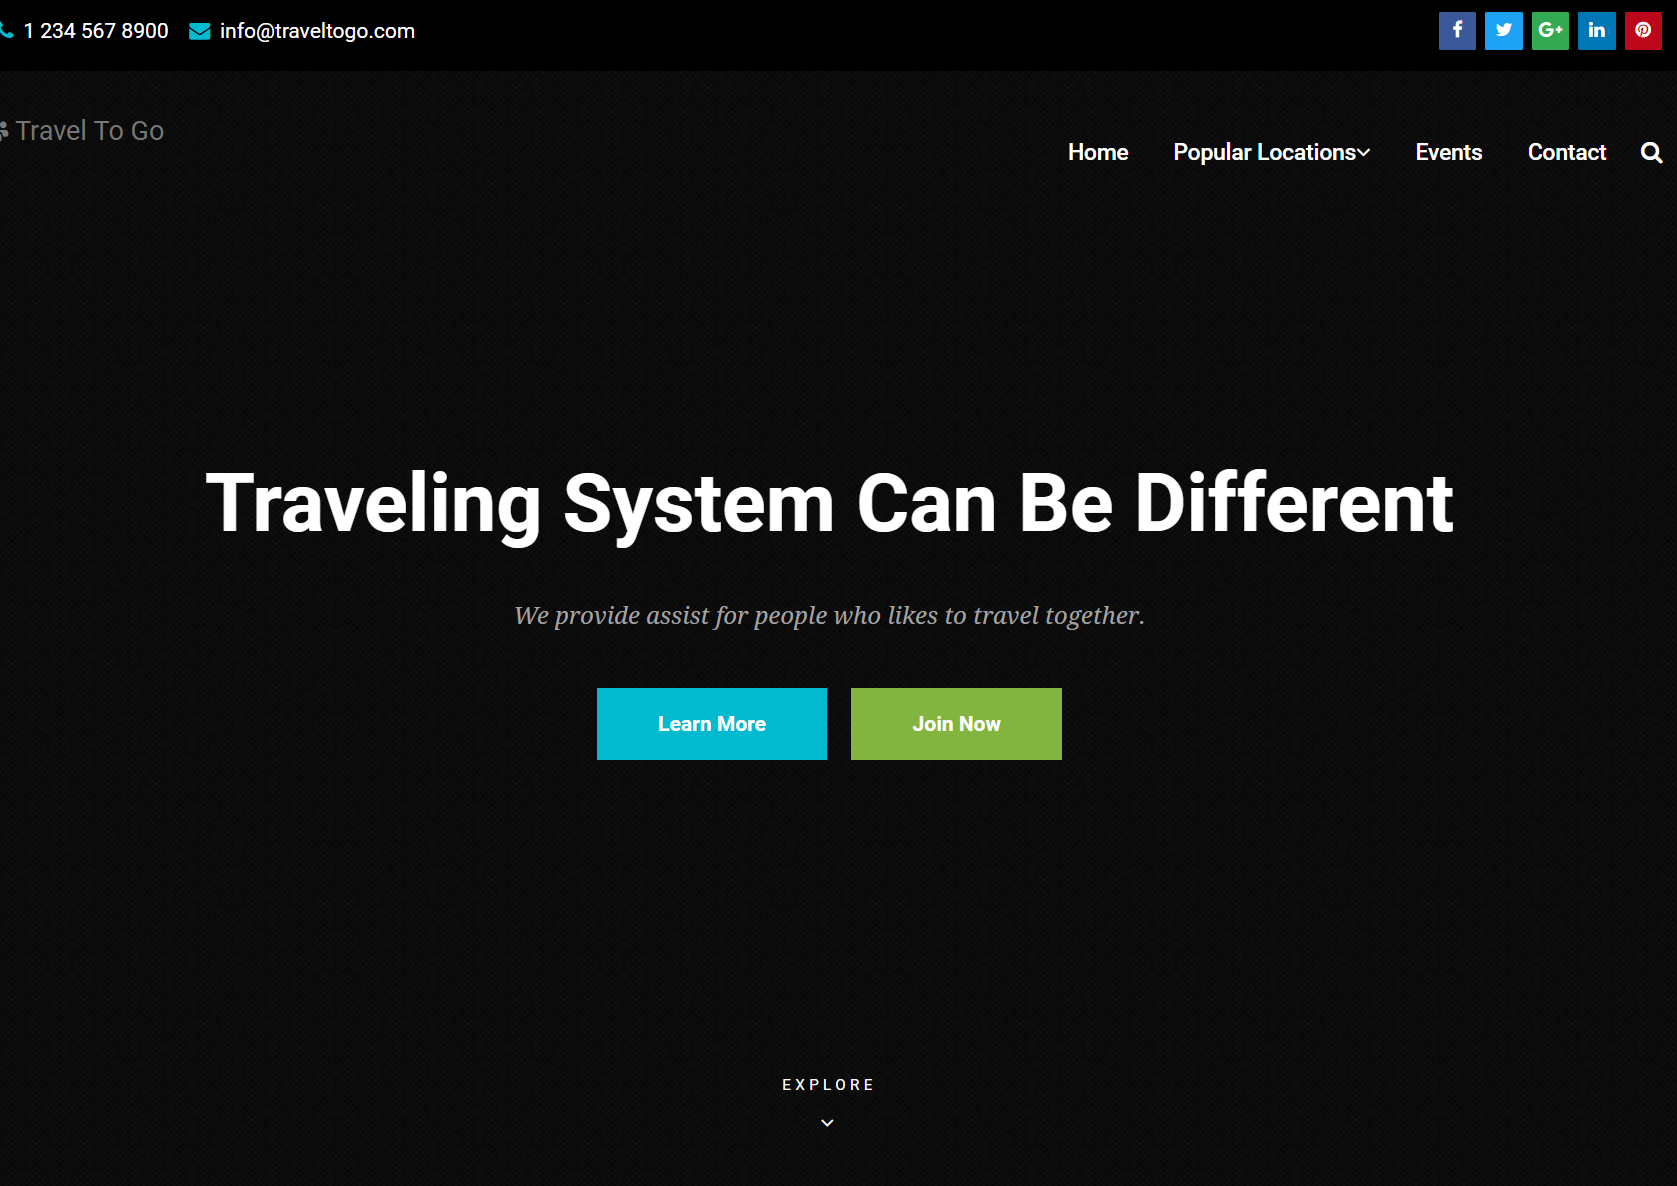 1 234 567 8900 info@traveltogo.com
f G+ in
Travel To Go
Home Popular Locations Events Contact
Traveling System Can Be Different
We provide assist for people who likes to travel together.
Learn More Join Now
EXPLORE